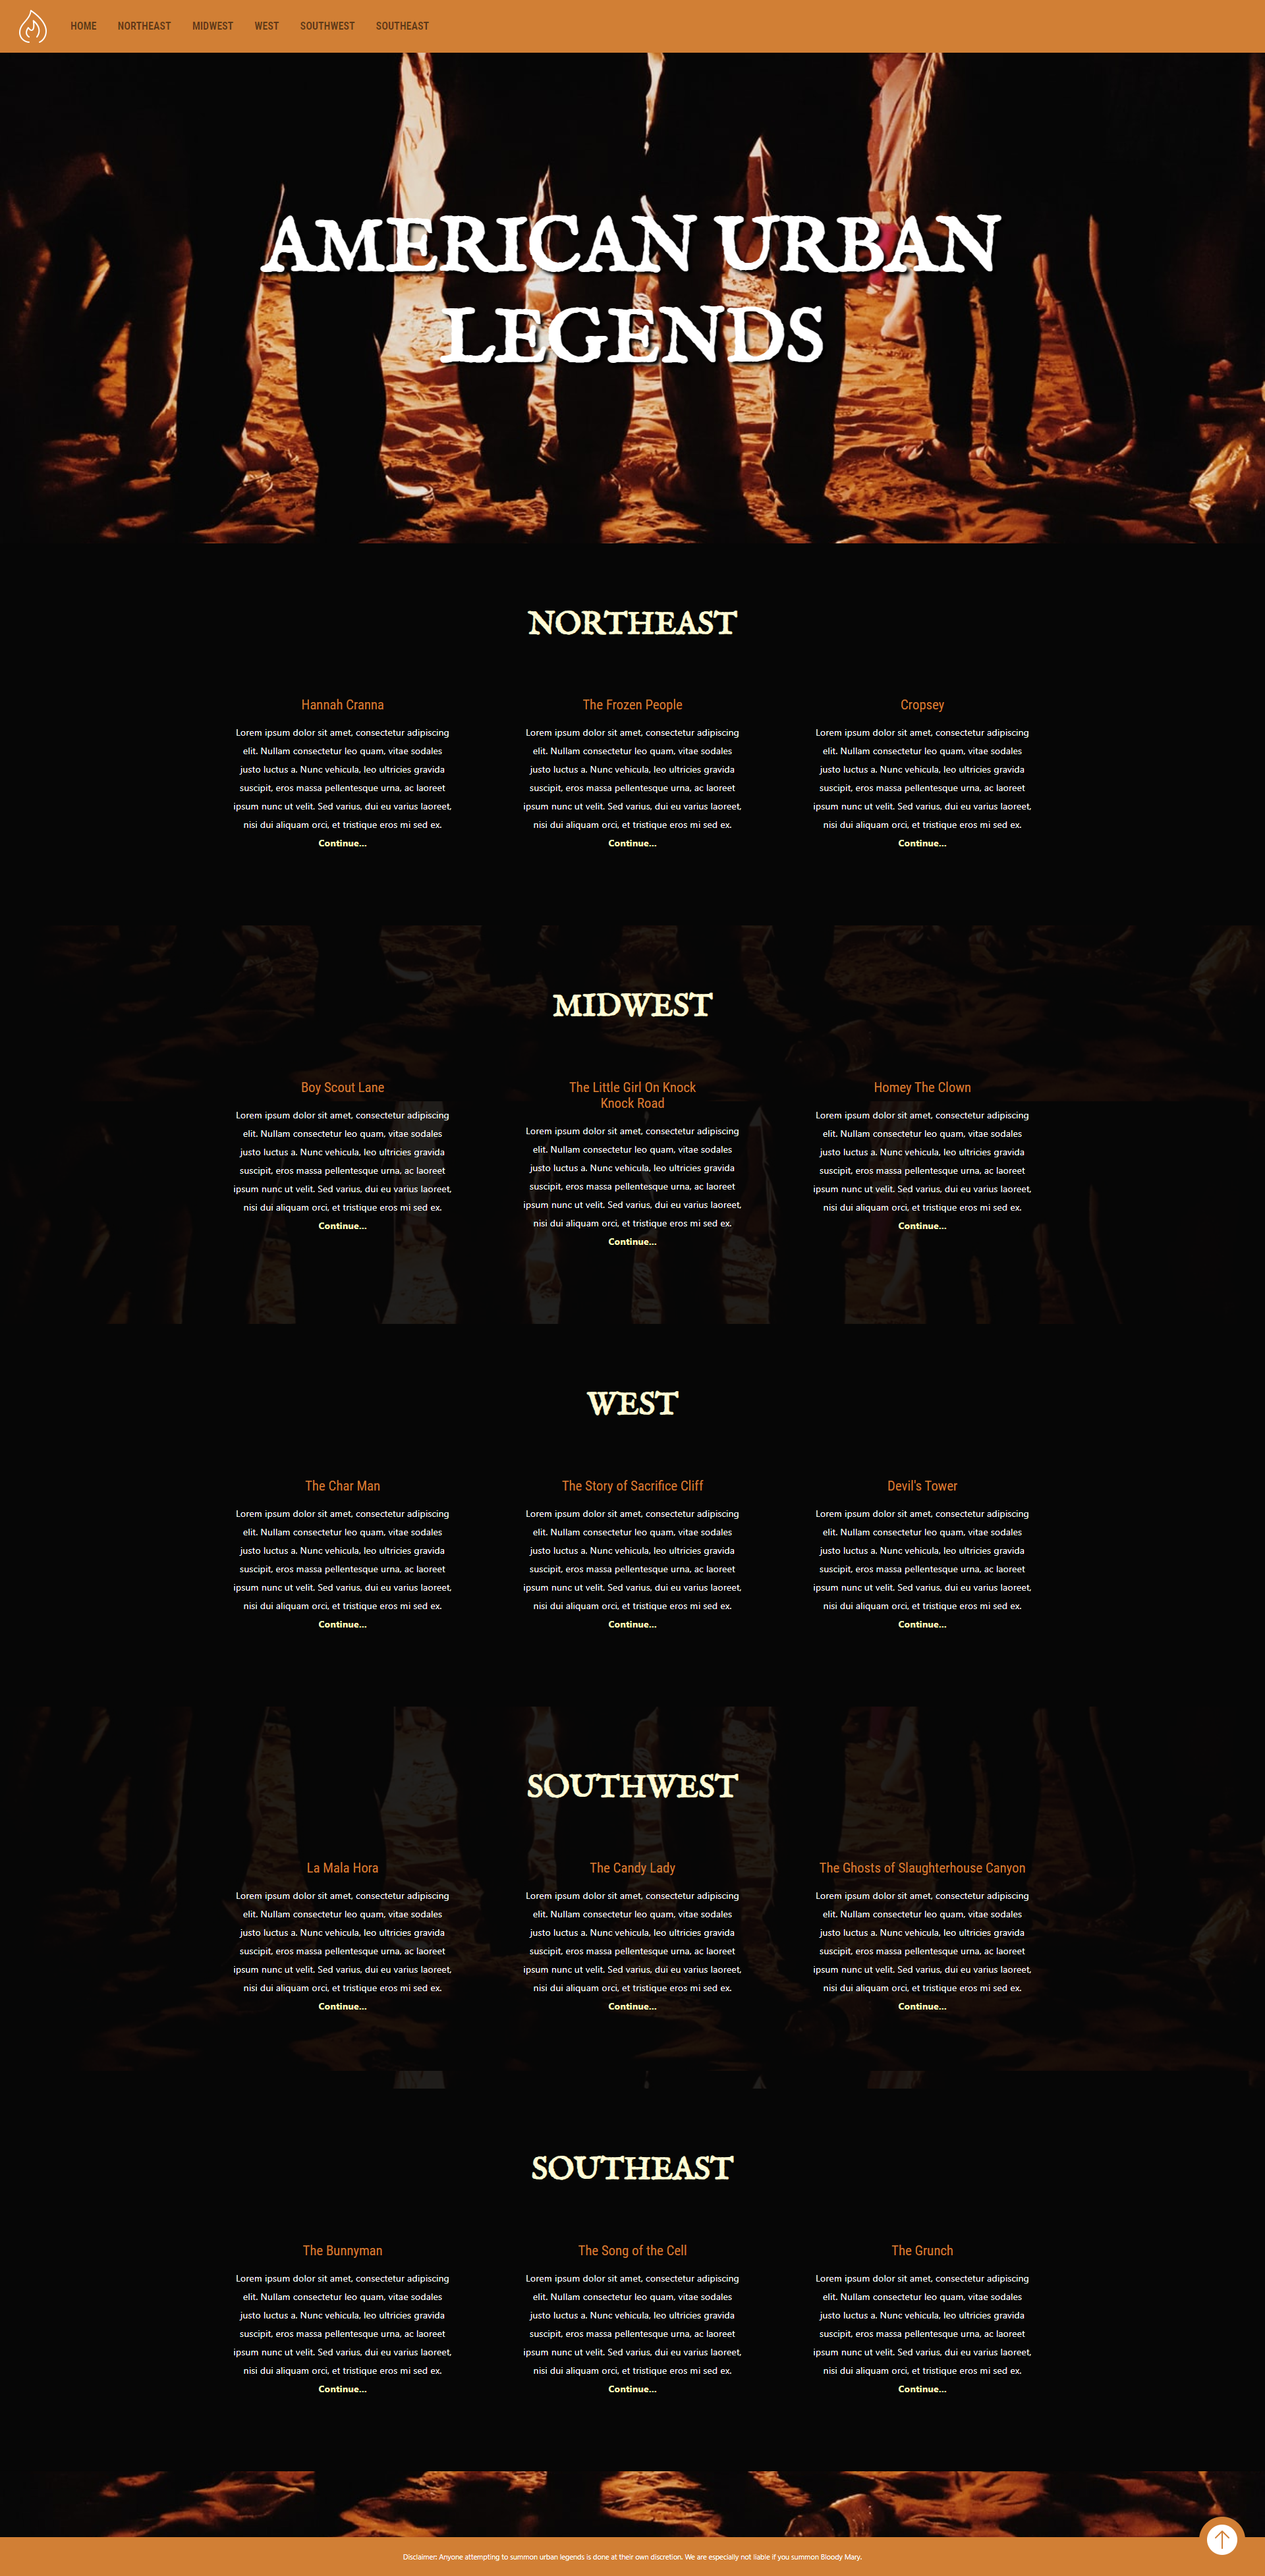 HOME NORTHEAST MIDWEST WEST SOUTHWEST SOUTHEAST
AMERICAN URBAN
LEGENDS
NORTHEAST
Hannah Cranna
Lorem ipsum dolor sit amet, consectetur adipiscing
elit. Nullam consectetur leo quam, vitae sodales
justo luctus a. Nunc vehicula, leo ultricies gravida
suscipit, eros massa pellentesque urna, ac laoreet
ipsum nunc ut velit. Sed varius, dui eu varius laoreet,
nisi dui aliquam orci, et tristique eros mi sed ex.
Continue...
The Frozen People
Lorem ipsum dolor sit amet, consectetur adipiscing
elit. Nullam consectetur leo quam, vitae sodales
justo luctus a. Nunc vehicula, leo ultricies gravida
suscipit, eros massa pellentesque urna, ac laoreet
ipsum nunc ut velit. Sed varius, dui eu varius laoreet,
nisi dui aliquam orci, et tristique eros mi sed ex.
Continue...
Cropsey
Lorem ipsum dolor sit amet, consectetur adipiscing
elit. Nullam consectetur leo quam, vitae sodales
justo luctus a. Nunc vehicula, leo ultricies gravida
suscipit, eros massa pellentesque urna, ac laoreet
ipsum nunc ut velit. Sed varius, dui eu varius laoreet,
nisi dui aliquam orci, et tristique eros mi sed ex.
Continue...
MIDWEST
Boy Scout Lane
Lorem ipsum dolor sit amet, consectetur adipiscing
elit. Nullam consectetur leo quam, vitae sodales
justo luctus a. Nunc vehicula, leo ultricies gravida
suscipit, eros massa pellentesque urna, ac laoreet
ipsum nunc ut velit. Sed varius, dui eu varius laoreet,
nisi dui aliquam orci, et tristique eros mi sed ex.
Continue...
The Little Girl On Knock
Knock Road
Lorem ipsum dolor sit amet, consectetur adipiscing
elit. Nullam consectetur leo quam, vitae sodales
justo luctus a. Nunc vehicula, leo ultricies gravida
suscipit, eros massa pellentesque urna, ac laoreet
ipsum nunc ut velit. Sed varius, dui eu varius laoreet,
nisi dui aliquam orci, et tristique eros mi sed ex.
Continue...
Homey The Clown
Lorem ipsum dolor sit amet, consectetur adipiscing
elit. Nullam consectetur leo quam, vitae sodales
justo luctus a. Nunc vehicula, leo ultricies gravida
suscipit, eros massa pellentesque urna, ac laoreet
ipsum nunc ut velit. Sed varius, dui eu varius laoreet,
nisi dui aliquam orci, et tristique eros mi sed ex.
Continue...
WEST
The Char Man
Lorem ipsum dolor sit amet, consectetur adipiscing
elit. Nullam consectetur leo quam, vitae sodales
justo luctus a. Nunc vehicula, leo ultricies gravida
suscipit, eros massa pellentesque urna, ac laoreet
ipsum nunc ut velit. Sed varius, dui eu varius laoreet,
nisi dui aliquam orci, et tristique eros mi sed ex.
Continue...
The Story of Sacrifice Cliff
Lorem ipsum dolor sit amet, consectetur adipiscing
elit. Nullam consectetur leo quam, vitae sodales
justo luctus a. Nunc vehicula, leo ultricies gravida
suscipit, eros massa pellentesque urna, ac laoreet
ipsum nunc ut velit. Sed varius, dui eu varius laoreet,
nisi dui aliquam orci, et tristique eros mi sed ex.
Continue...
Devil's Tower
Lorem ipsum dolor sit amet, consectetur adipiscing
elit. Nullam consectetur leo quam, vitae sodales
justo luctus a. Nunc vehicula, leo ultricies gravida
suscipit, eros massa pellentesque urna, ac laoreet
ipsum nunc ut velit. Sed varius, dui eu varius laoreet,
nisi dui aliquam orci, et tristique eros mi sed ex.
Continue...
SOUTHWEST
La Mala Hora
Lorem ipsum dolor sit amet, consectetur adipiscing
elit. Nullam consectetur leo quam, vitae sodales
justo luctus a. Nunc vehicula, leo ultricies gravida
suscipit, eros massa pellentesque urna, ac laoreet
ipsum nunc ut velit. Sed varius, dui eu varius laoreet,
nisi dui aliquam orci, et tristique eros mi sed ex.
Continue...
The Candy Lady
Lorem ipsum dolor sit amet, consectetur adipiscing
elit. Nullam consectetur leo quam, vitae sodales
justo luctus a. Nunc vehicula, leo ultricies gravida
suscipit, eros massa pellentesque urna, ac laoreet
ipsum nunc ut velit. Sed varius, dui eu varius laoreet,
nisi dui aliquam orci, et tristique eros mi sed ex.
Continue...
The Ghosts of Slaughterhouse Canyon
Lorem ipsum dolor sit amet, consectetur adipiscing
elit. Nullam consectetur leo quam, vitae sodales
justo luctus a. Nunc vehicula, leo ultricies gravida
suscipit, eros massa pellentesque urna, ac laoreet
ipsum nunc ut velit. Sed varius, dui eu varius laoreet,
nisi dui aliquam orci, et tristique eros mi sed ex.
Continue...
SOUTHEAST
The Bunnyman
Lorem ipsum dolor sit amet, consectetur adipiscing
elit. Nullam consectetur leo quam, vitae sodales
justo luctus a. Nunc vehicula, leo ultricies gravida
suscipit, eros massa pellentesque urna, ac laoreet
ipsum nunc ut velit. Sed varius, dui eu varius laoreet,
nisi dui aliquam orci, et tristique eros mi sed ex.
Continue...
The Song of the Cell
Lorem ipsum dolor sit amet, consectetur adipiscing
elit. Nullam consectetur leo quam, vitae sodales
justo luctus a. Nunc vehicula, leo ultricies gravida
suscipit, eros massa pellentesque urna, ac laoreet
ipsum nunc ut velit. Sed varius, dui eu varius laoreet,
nisi dui aliquam orci, et tristique eros mi sed ex.
Continue...
The Grunch
Lorem ipsum dolor sit amet, consectetur adipiscing
elit. Nullam consectetur leo quam, vitae sodales
justo luctus a. Nunc vehicula, leo ultricies gravida
suscipit, eros massa pellentesque urna, ac laoreet
ipsum nunc ut velit. Sed varius, dui eu varius laoreet,
nisi dui aliquam orci, et tristique eros mi sed ex.
Continue...
Disclaimer: Anyone attempting to summon urban legends is done at their own discretion. We are especially not liable if you summon Bloody Mary.